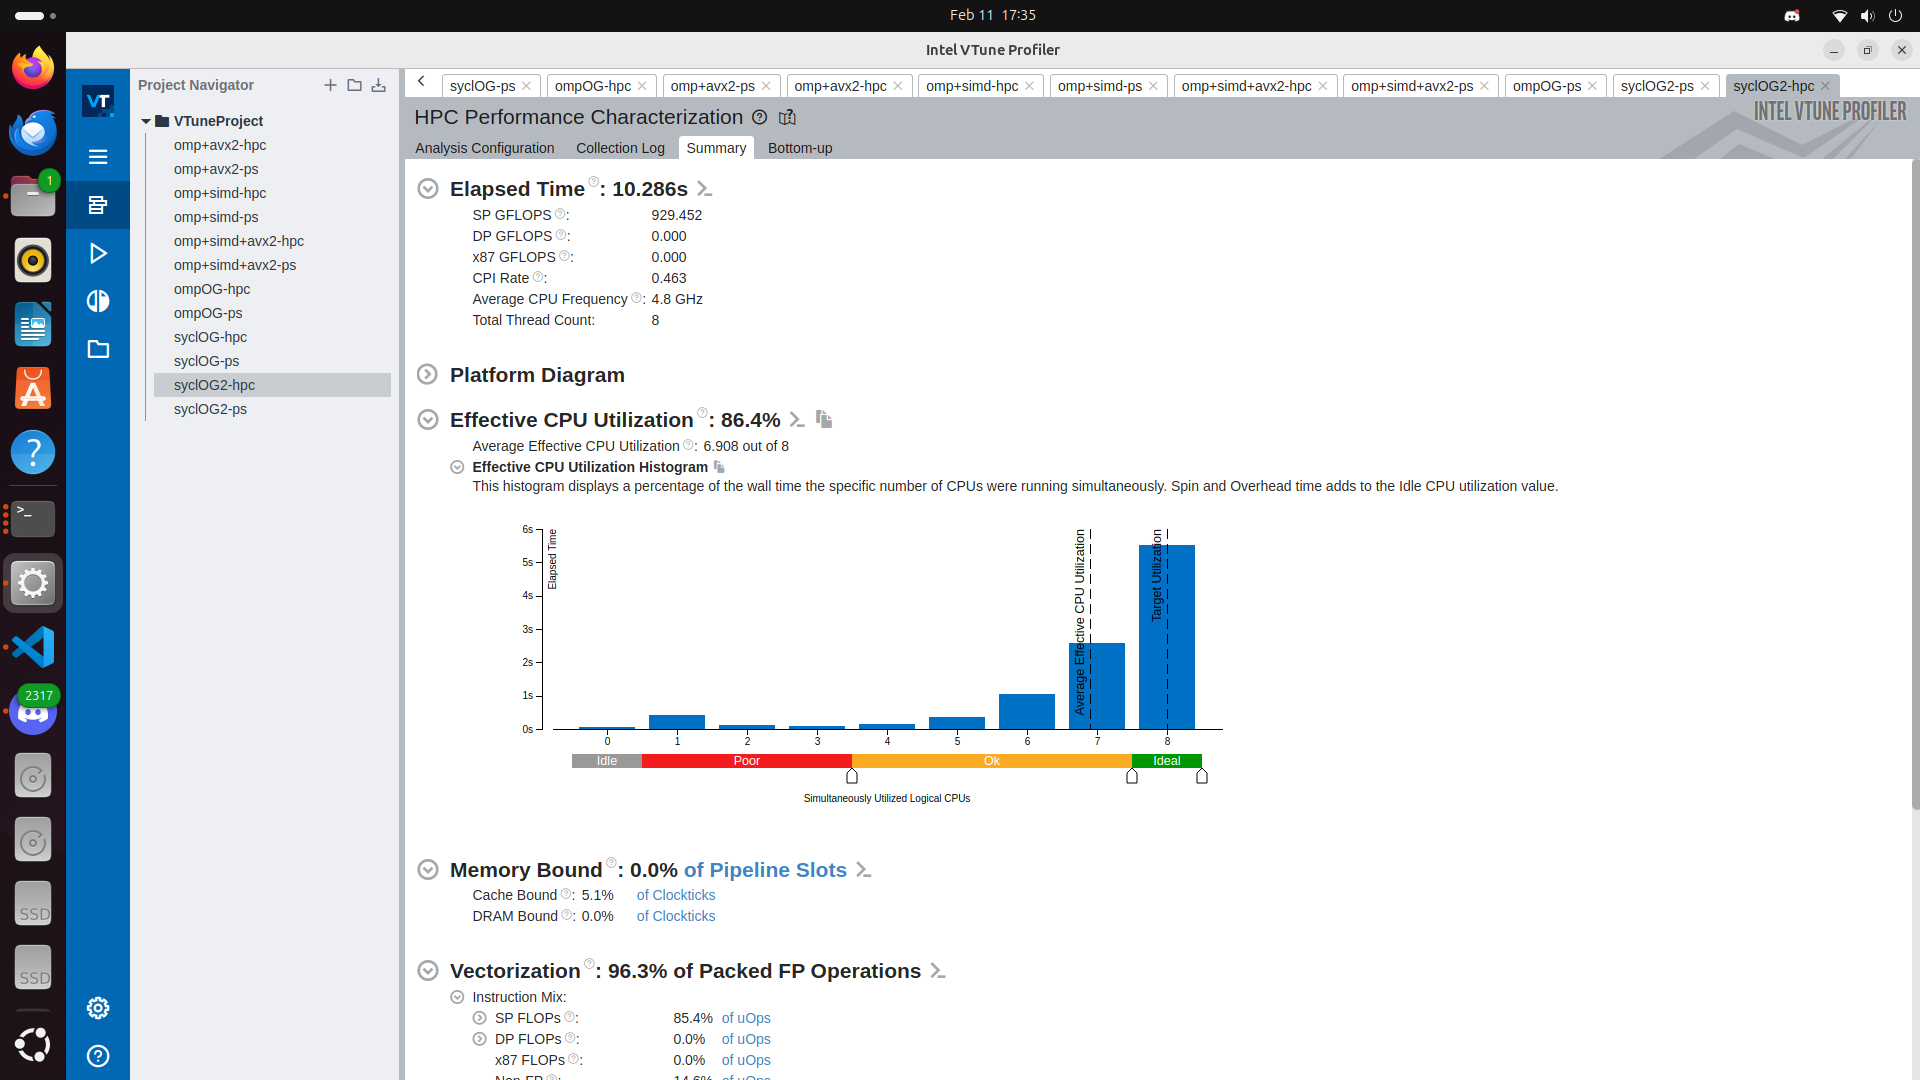 Feb 11 17:35
Intel VTune Profiler
1
>_
2317
SSD
SSD
VT
Project Navigator
VTuneProject
omp+avx2-hpc
omp+avx2-ps
omp+simd-hpc
omp+simd-ps
omp+simd+avx2-hpc
omp+simd+avx2-ps
ompOG-hpc
ompOG-ps
syclOG-hpc
syclOG-ps
syclOG2-hpc
syclOG2-ps
syclOG-ps ompOG-hpc omp+avx2-ps omp+avx2-hpc omp+simd-hpc omp+simd-ps omp+simd+avx2-hpc omp+simd+avx2-ps ompOG-ps syclOG2-ps syclOG2-hpc
HPC Performance Characterization
INTEL VTUNE PROFILER
Analysis Configuration Collection Log Summary Bottom-up
Elapsed Time: 10.286s
SP GFLOPS: 929.452
DP GFLOPS: 0.000
x87 GFLOPS: 0.000
CPI Rate: 0.463
Average CPU Frequency: 4.8 GHz
Total Thread Count: 8
Platform Diagram
Effective CPU Utilization: 86.4%
Average Effective CPU Utilization: 6.908 out of 8
Effective CPU Utilization Histogram
This histogram displays a percentage of the wall time the specific number of CPUs were running simultaneously. Spin and Overhead time adds to the Idle CPU utilization value.
6s
5s
4s
3s
2s
1s
0s
Elapsed Time
Average Effective CPU Utilization
Target Utilization
0 1 2 3 4 5 6 7 8
Idle Poor Ok Ideal
Simultaneously Utilized Logical CPUs
Memory Bound: 0.0% of Pipeline Slots
Cache Bound: 5.1% of Clockticks
DRAM Bound: 0.0% of Clockticks
Vectorization: 96.3% of Packed FP Operations
Instruction Mix:
SP FLOPs: 85.4% of uOps
DP FLOPs: 0.0% of uOps
x87 FLOPs: 0.0% of uOps
Non-FP: 14.6% of uOps